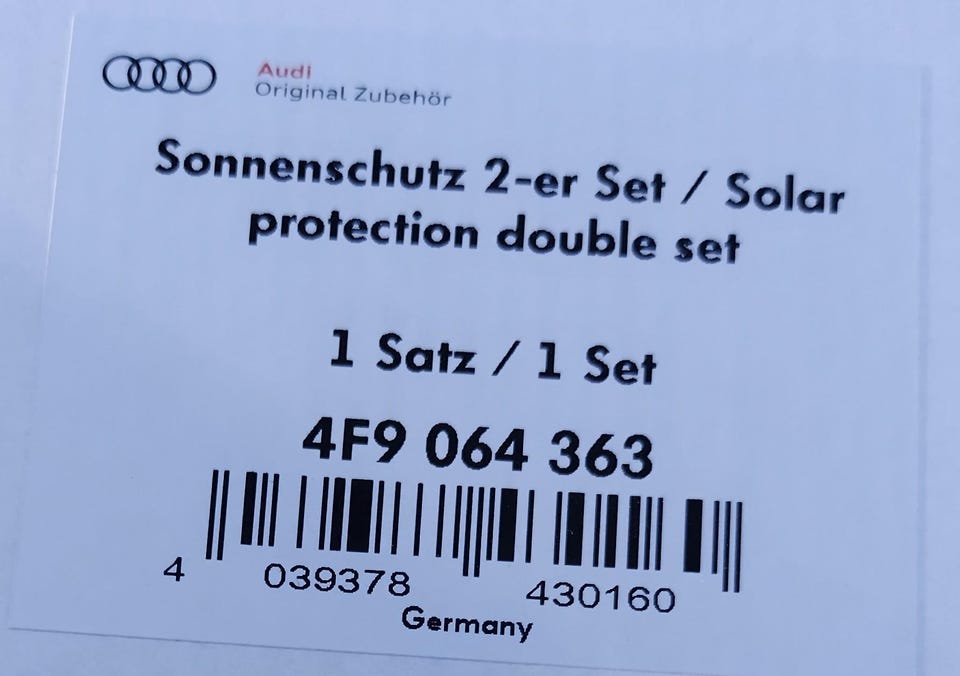 Audi
Original Zubehör
Sonnenschutz 2-er Set / Solar
protection double set
1 Satz / 1 Set
4F9 064 363
4 039378 430160
Germany